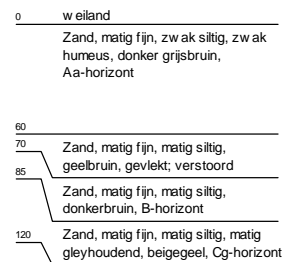 0 weiland
Zand, matig fijn, zwak siltig, zwak
humeus, donker grijsbruin,
Aa-horizont
60
70 Zand, matig fijn, matig siltig,
geelbruin, gevlekt; verstoord
85
Zand, matig fijn, matig siltig,
donkerbruin, B-horizont
120 Zand, matig fijn, matig siltig, matig
gleyhoudend, beigegeel, Cg-horizont